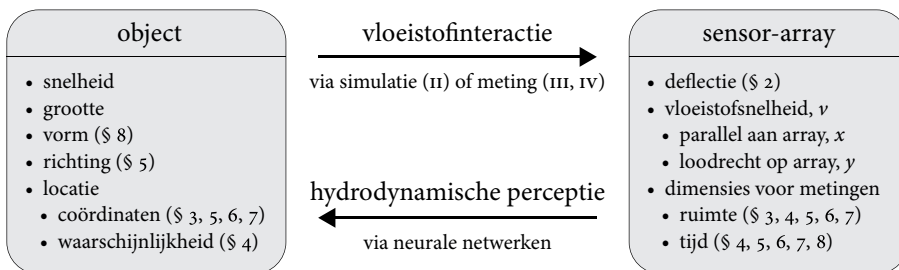 object
• snelheid
• grootte
• vorm (§ 8)
• richting (§ 5)
• locatie
• coördinaten (§ 3, 5, 6, 7)
• waarschijnlijkheid (§ 4)
vloeistofinteractie
via simulatie (II) of meting (III, IV)
hydrodynamische perceptie
via neurale netwerken
sensor-array
• deflectie (§ 2)
• vloeistofsnelheid, v
• parallel aan array, x
• loodrecht op array, y
• dimensies voor metingen
• ruimte (§ 3, 4, 5, 6, 7)
• tijd (§ 4, 5, 6, 7, 8)